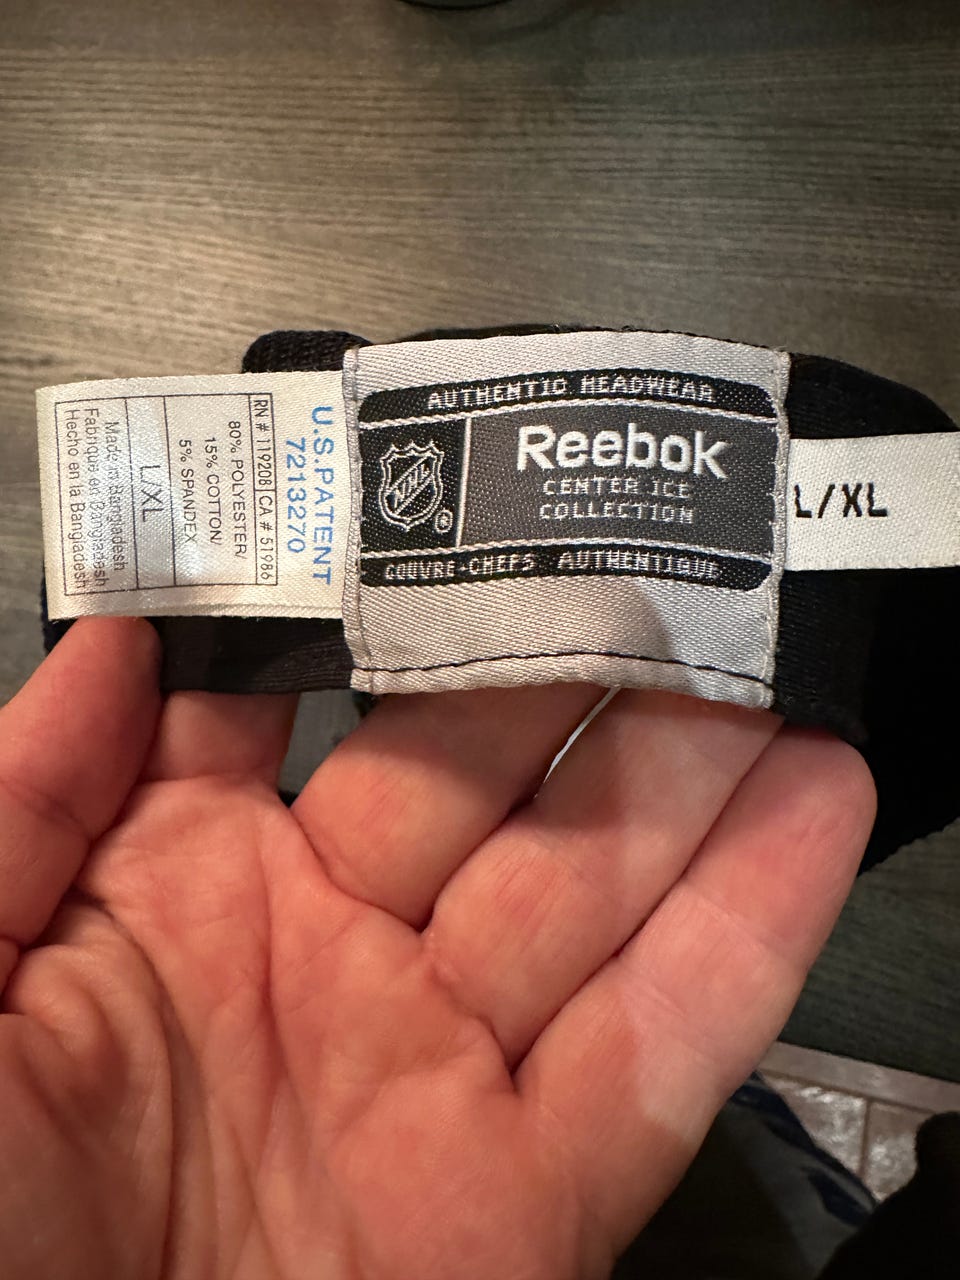 U.S. PATENT
7213270
RN # 119208 CA # 51986
80% POLYESTER/
15% COTTON/
5% SPANDEX
L/XL
Made in Bangladesh
Fabriqué en Bangladesh
Hecho en la Bangladesh
AUTHENTIC HEADWEAR
NHL
®
Reebok
CENTER ICE
COLLECTION
COUVRE-CHEFS AUTHENTIQUE
L/XL